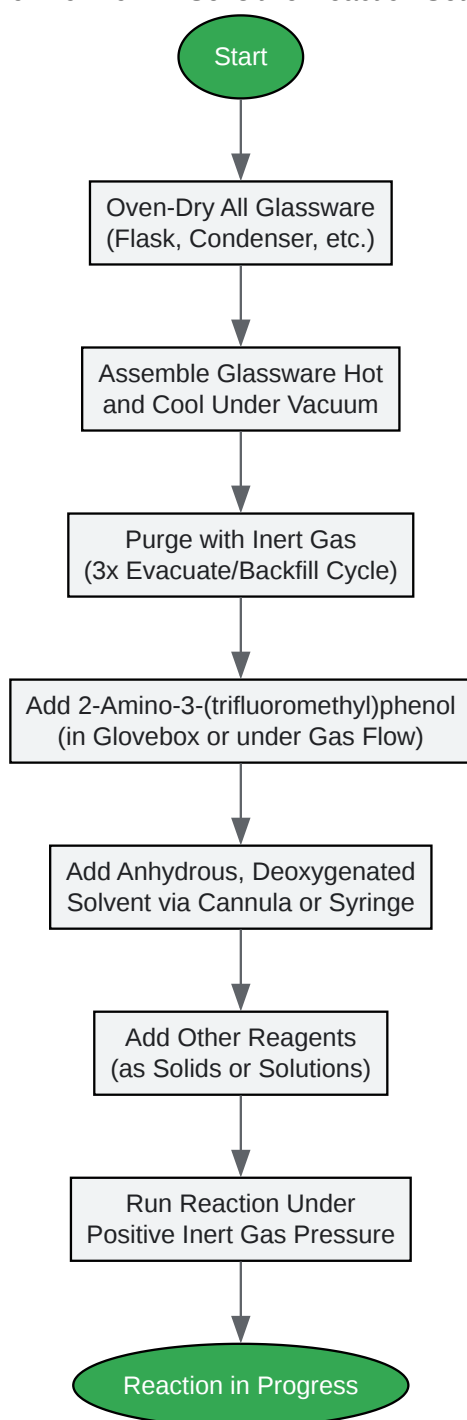 Start
Oven-Dry All Glassware
(Flask, Condenser, etc.)
Assemble Glassware Hot
and Cool Under Vacuum
Purge with Inert Gas
(3x Evacuate/Backfill Cycle)
Add 2-Amino-3-(trifluoromethyl)phenol
(in Glovebox or under Gas Flow)
Add Anhydrous, Deoxygenated
Solvent via Cannula or Syringe
Add Other Reagents
(as Solids or Solutions)
Run Reaction Under
Positive Inert Gas Pressure
Reaction in Progress